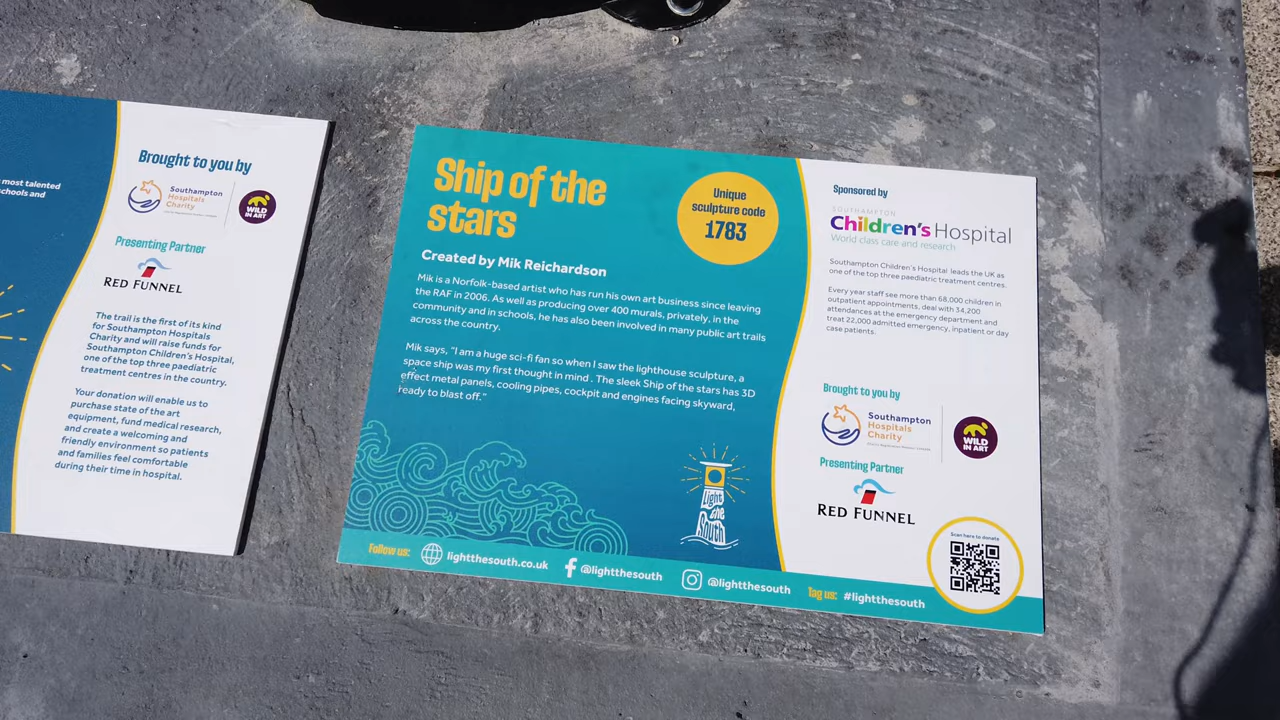 most talented
schools and
Brought to you by
Southampton
Hospitals
Charity
WILD
IN ART
Presenting Partner
RED FUNNEL
The trail is the first of its kind
for Southampton Hospitals
Charity and will raise funds for
Southampton Children's Hospital,
one of the top three paediatric
treatment centres in the country.
Your donation will enable us to
purchase state of the art
equipment, fund medical research,
and create a welcoming and
friendly environment so patients
and families feel comfortable
during their time in hospital.
Ship of the
stars
Unique
sculpture code
1783
Created by Mik Reichardson
Mik is a Norfolk-based artist who has run his own art business since leaving
the RAF in 2006. As well as producing over 400 murals, privately, in the
community and in schools, he has also been involved in many public art trails
across the country.
Mik says, "I am a huge sci-fi fan so when I saw the lighthouse sculpture, a
space ship was my first thought in mind . The sleek Ship of the stars has 3D
effect metal panels, cooling pipes, cockpit and engines facing skyward,
ready to blast off."
Light
the
South
Follow us: lightthesouth.co.uk @lightthesouth @lightthesouth Tag us: #lightthesouth
Sponsored by
SOUTHAMPTON
Children's Hospital
World class care and research
Southampton Children's Hospital leads the UK as
one of the top three paediatric treatment centres.
Every year staff see more than 68,000 children in
outpatient appointments, deal with 34,200
attendances at the emergency department and
treat 22,000 admitted emergency, inpatient or day
case patients.
Brought to you by
Southampton
Hospitals
Charity
WILD
IN ART
Presenting Partner
RED FUNNEL
Scan here to donate